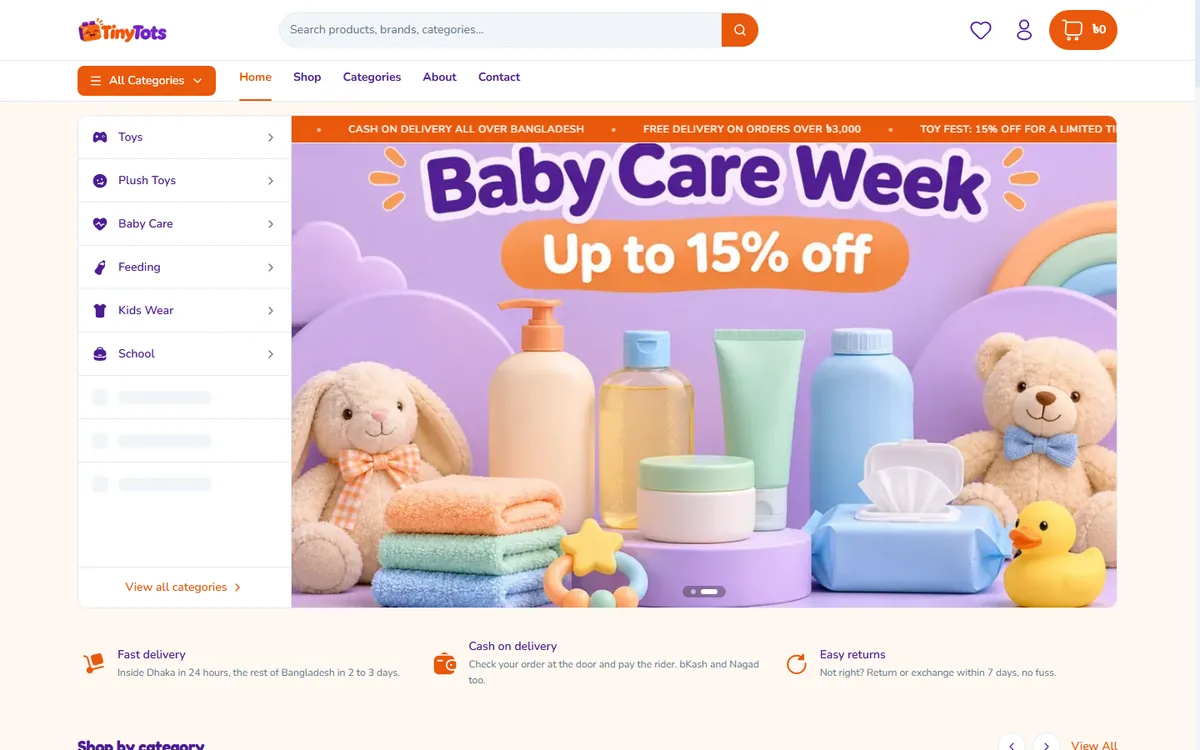 TinyTots
Search products, brands, categories...
৳0
All Categories
Home
Shop
Categories
About
Contact
Toys
Plush Toys
Baby Care
Feeding
Kids Wear
School
View all categories
CASH ON DELIVERY ALL OVER BANGLADESH
FREE DELIVERY ON ORDERS OVER ৳3,000
TOY FEST: 15% OFF FOR A LIMITED
Baby Care Week
Up to 15% off
Fast delivery
Inside Dhaka in 24 hours, the rest of Bangladesh in 2 to 3 days.
Cash on delivery
Check your order at the door and pay the rider. bKash and Nagad
too.
Easy returns
Not right? Return or exchange within 7 days, no fuss.
Shop by category
View All